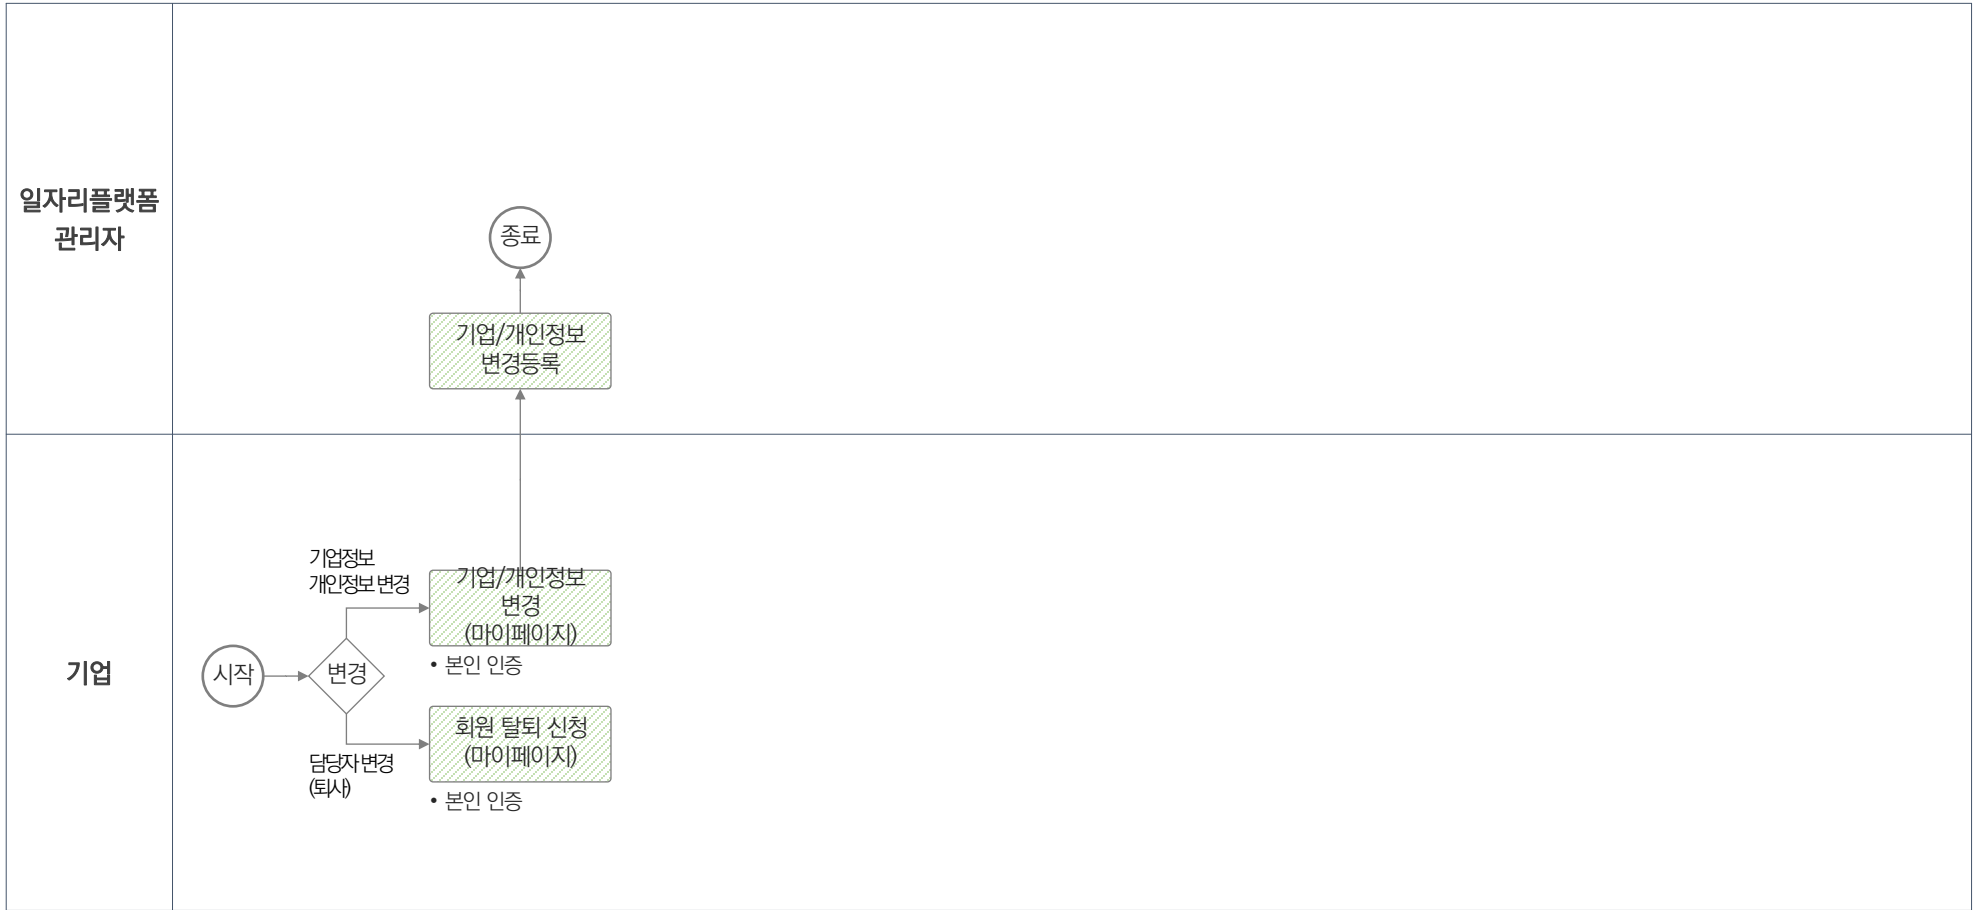 일자리플랫폼
관리자
종료
기업/개인정보
변경등록
기업
시작
변경
기업정보
개인정보 변경
기업/개인정보
변경
(마이페이지)
• 본인 인증
담당자 변경
(퇴사)
회원 탈퇴 신청
(마이페이지)
• 본인 인증